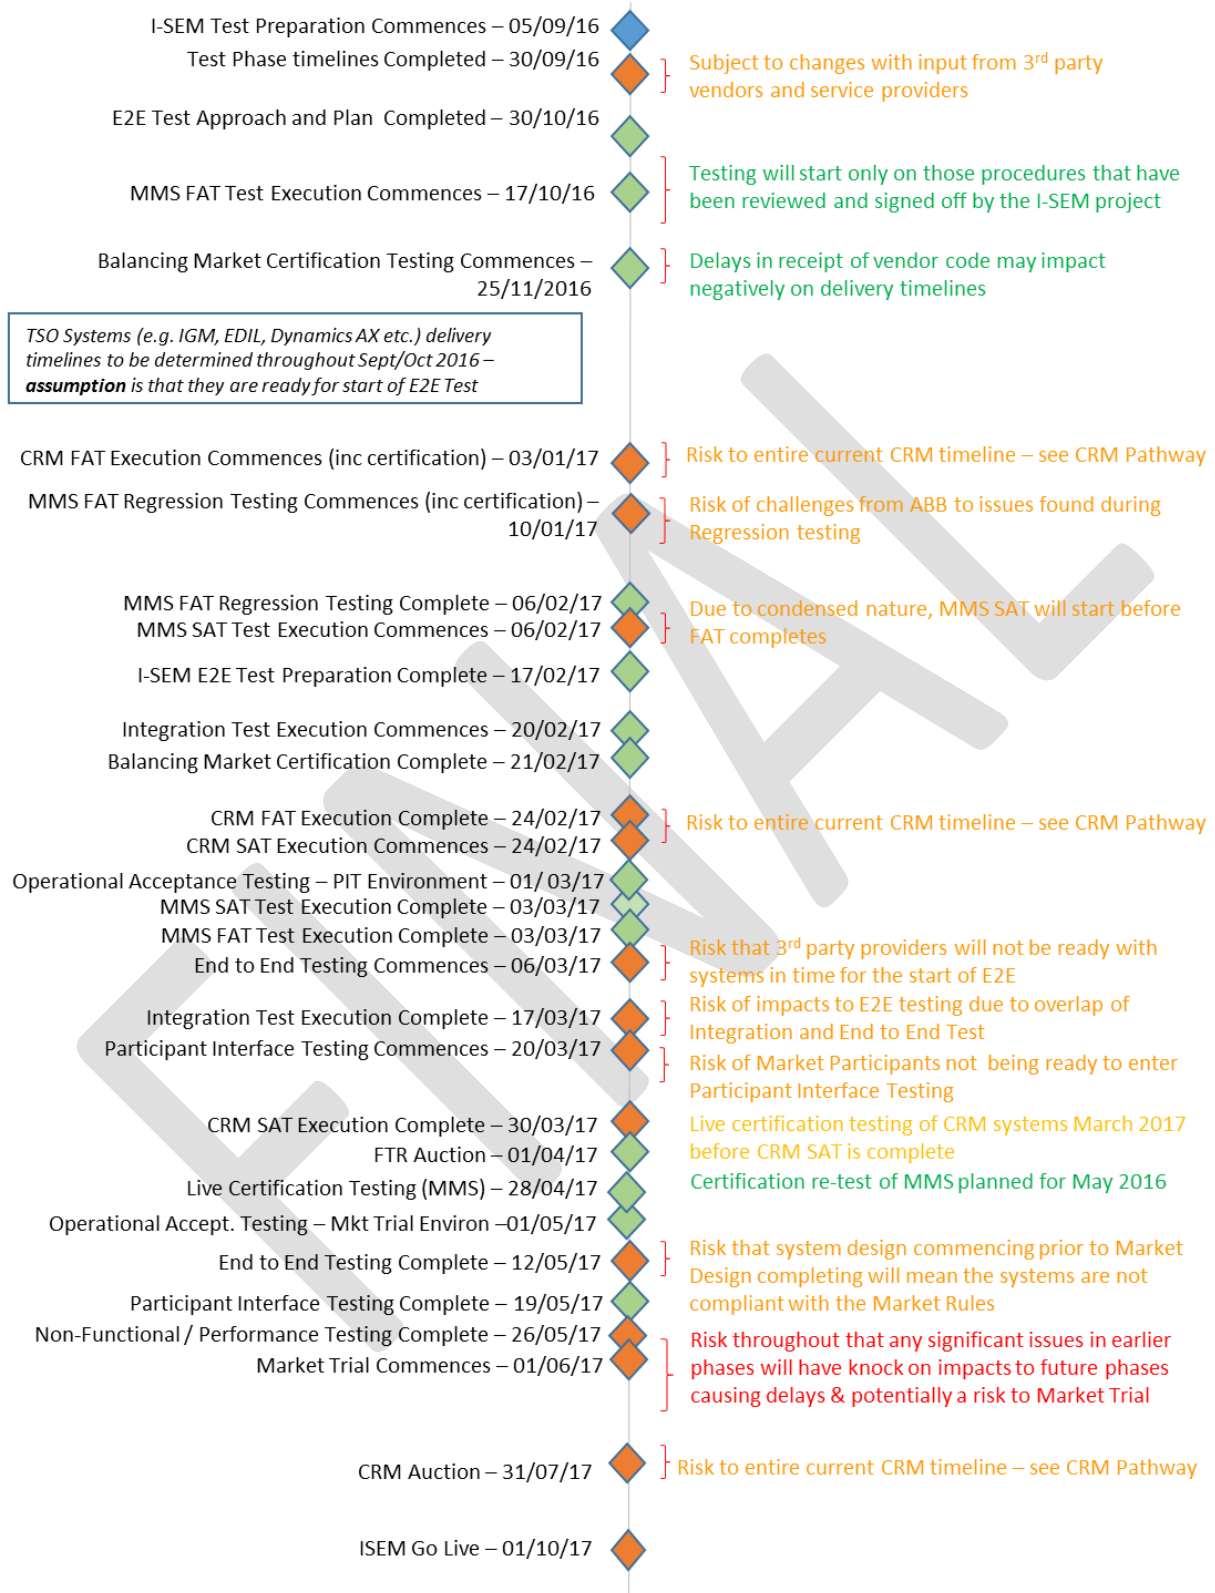 I-SEM Test Preparation Commences – 05/09/16
Test Phase timelines Completed – 30/09/16
Subject to changes with input from 3rd party
vendors and service providers
E2E Test Approach and Plan Completed – 30/10/16
MMS FAT Test Execution Commences – 17/10/16
Testing will start only on those procedures that have
been reviewed and signed off by the I-SEM project
Balancing Market Certification Testing Commences –
25/11/2016
Delays in receipt of vendor code may impact
negatively on delivery timelines
TSO Systems (e.g. IGM, EDIL, Dynamics AX etc.) delivery
timelines to be determined throughout Sept/Oct 2016 –
assumption is that they are ready for start of E2E Test
CRM FAT Execution Commences (inc certification) – 03/01/17
Risk to entire current CRM timeline – see CRM Pathway
MMS FAT Regression Testing Commences (inc certification) –
10/01/17
Risk of challenges from ABB to issues found during
Regression testing
MMS FAT Regression Testing Complete – 06/02/17
MMS SAT Test Execution Commences – 06/02/17
Due to condensed nature, MMS SAT will start before
FAT completes
I-SEM E2E Test Preparation Complete – 17/02/17
Integration Test Execution Commences – 20/02/17
Balancing Market Certification Complete – 21/02/17
CRM FAT Execution Complete – 24/02/17
CRM SAT Execution Commences – 24/02/17
Risk to entire current CRM timeline – see CRM Pathway
Operational Acceptance Testing – PIT Environment – 01/ 03/17
MMS SAT Test Execution Complete – 03/03/17
MMS FAT Test Execution Complete – 03/03/17
End to End Testing Commences – 06/03/17
Risk that 3rd party providers will not be ready with
systems in time for the start of E2E
Integration Test Execution Complete – 17/03/17
Risk of impacts to E2E testing due to overlap of
Integration and End to End Test
Participant Interface Testing Commences – 20/03/17
Risk of Market Participants not being ready to enter
Participant Interface Testing
CRM SAT Execution Complete – 30/03/17
FTR Auction – 01/04/17
Live certification testing of CRM systems March 2017
before CRM SAT is complete
Live Certification Testing (MMS) – 28/04/17
Certification re-test of MMS planned for May 2016
Operational Accept. Testing – Mkt Trial Environ –01/05/17
End to End Testing Complete – 12/05/17
Risk that system design commencing prior to Market
Design completing will mean the systems are not
compliant with the Market Rules
Participant Interface Testing Complete – 19/05/17
Non-Functional / Performance Testing Complete – 26/05/17
Market Trial Commences – 01/06/17
Risk throughout that any significant issues in earlier
phases will have knock on impacts to future phases
causing delays & potentially a risk to Market Trial
CRM Auction – 31/07/17
Risk to entire current CRM timeline – see CRM Pathway
ISEM Go Live – 01/10/17
FINAL